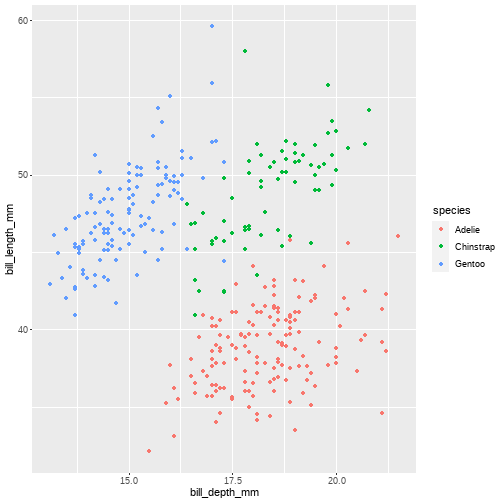 60
50
40
bill_length_mm
15.0
17.5
20.0
bill_depth_mm
species
Adelie
Chinstrap
Gentoo